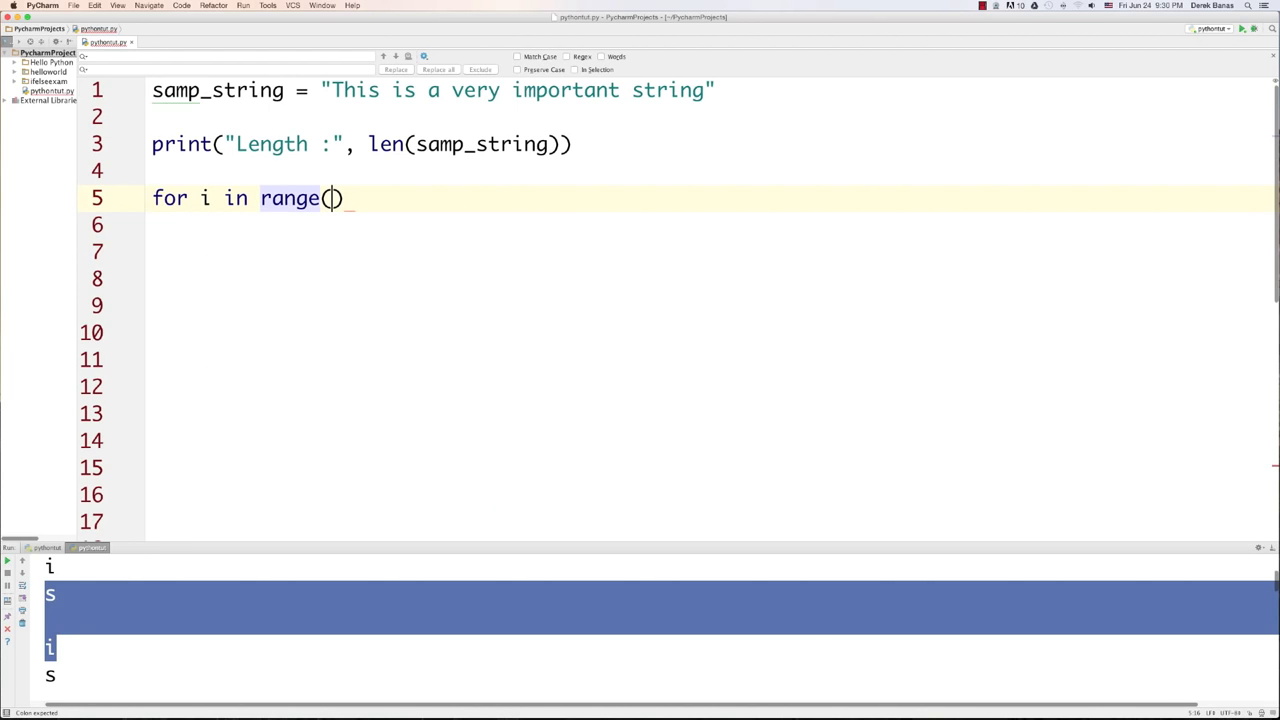 PyCharm File Edit View Navigate Code Refactor Run Tools VCS Window Help Fri Jun 24 9:30 PM Derek Banas
pythontut.py - PycharmProjects - [~/PycharmProjects]
PycharmProjects pythontut.py pythontut
pythontut.py
PycharmProject
Hello Python
helloworld
ifelseexam
pythontut.py
External Librarie
Match Case Regex Words
Replace Replace all Exclude Preserve Case In Selection
1 samp_string = "This is a very important string"
2
3 print("Length :", len(samp_string))
4
5 for i in range()
6
7
8
9
10
11
12
13
14
15
16
17
Run: pythontut pythontut
i
s
i
s
Colon expected 5:16 LF UTF-8